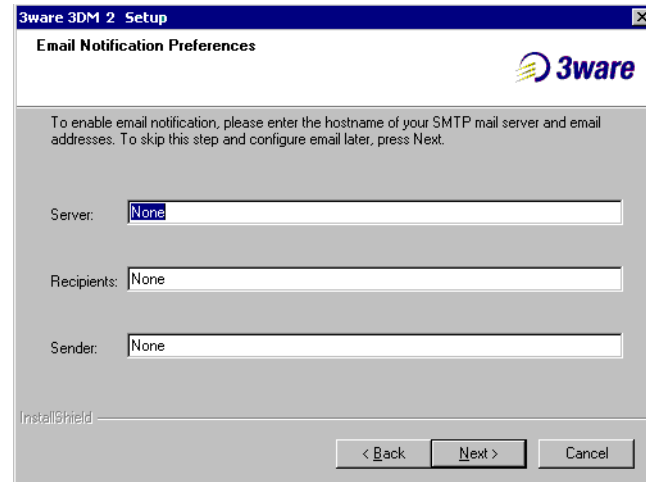 3ware 3DM 2 Setup
Email Notification Preferences
3ware
To enable email notification, please enter the hostname of your SMTP mail server and email
addresses. To skip this step and configure email later, press Next.
Server: None
Recipients: None
Sender: None
InstallShield
< Back Next > Cancel